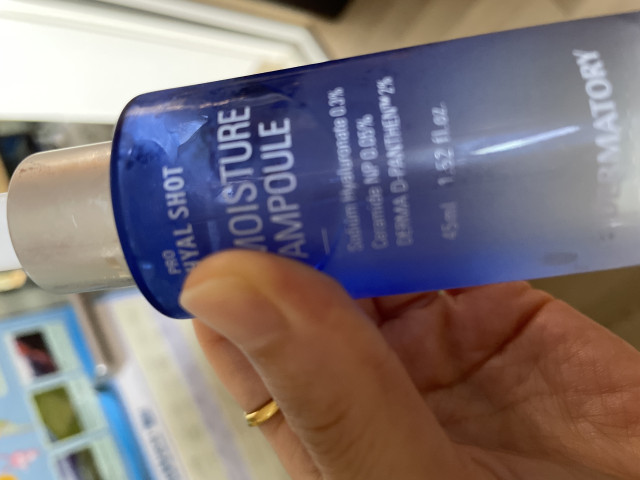 PRO
HYAL SHOT
MOISTURE
AMPOULE
Sodium Hyaluronate 0.3%
Ceramide NP 0.05%
DERMA D-PANTHEN™ 2%
45ml 1.52 fl.oz.
DERMATORY